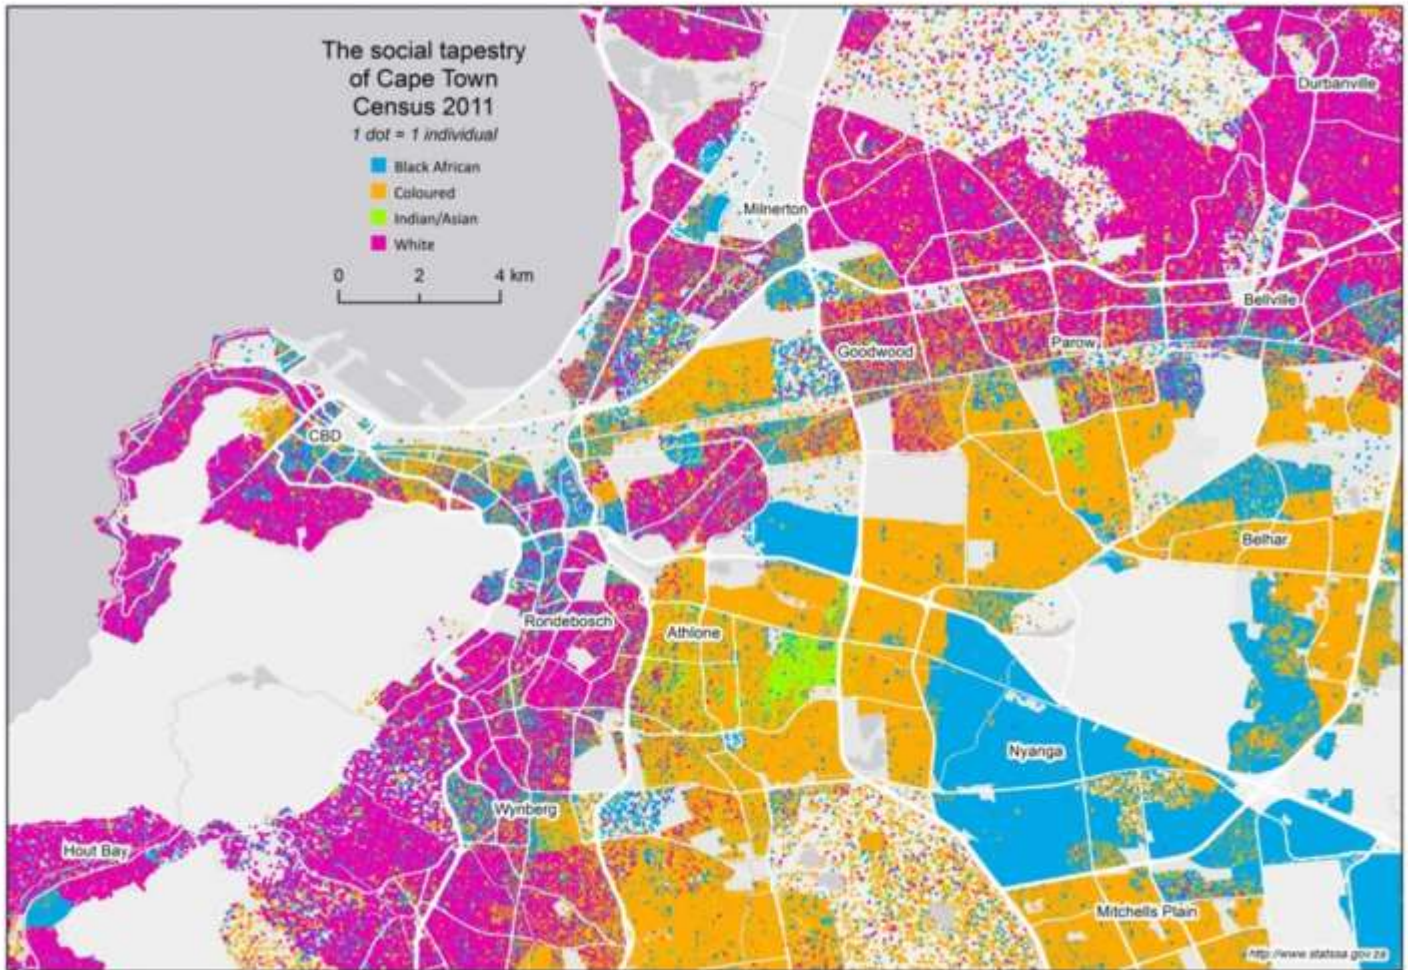 The social tapestry
of Cape Town
Census 2011
1 dot = 1 individual
Black African
Coloured
Indian/Asian
White
0 2 4 km
Durbanville
Milnerton
Bellville
Goodwood
Parow
CBD
Belhar
Rondebosch
Athlone
Nyanga
Wynberg
Hout Bay
Mitchells Plain
http://www.statssa.gov.za